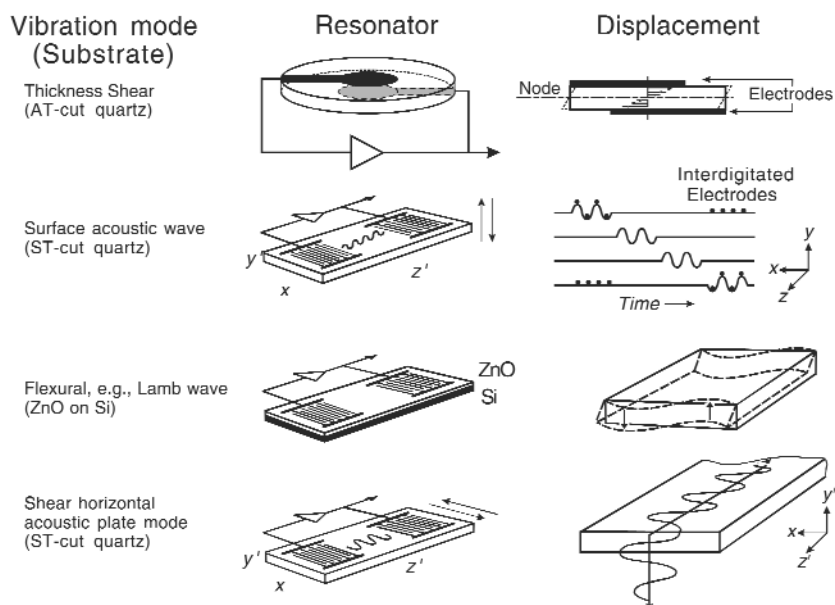 Vibration mode
(Substrate)
Resonator
Displacement
Thickness Shear
(AT-cut quartz)
Node
Electrodes
Surface acoustic wave
(ST-cut quartz)
y'
x
z'
Interdigitated
Electrodes
Time
y
x
z
Flexural, e.g., Lamb wave
(ZnO on Si)
ZnO
Si
Shear horizontal
acoustic plate mode
(ST-cut quartz)
y'
x
z'
y'
x
z'